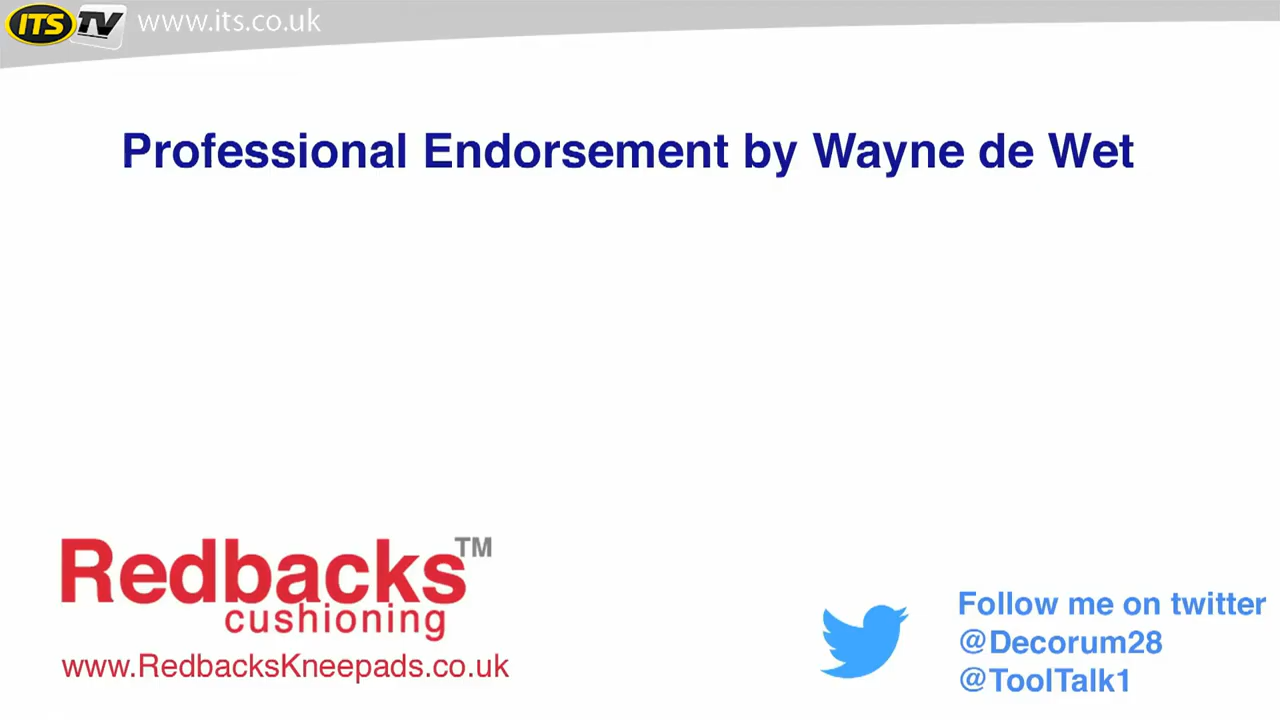 ITS TV www.its.co.uk
Professional Endorsement by Wayne de Wet
Redbacks™
cushioning
www.RedbacksKneepads.co.uk
Follow me on twitter
@Decorum28
@ToolTalk1